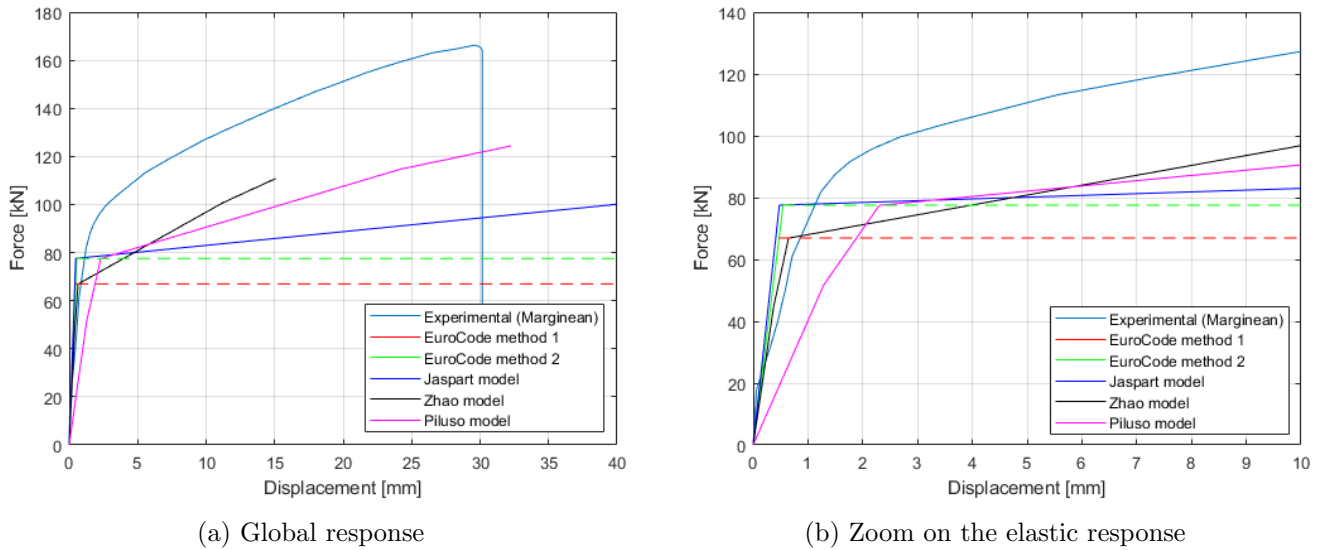 180
160
140
120
100
80
60
40
20
0
Force [kN]
0 5 10 15 20 25 30 35 40
Displacement [mm]
Experimental (Marginean)
EuroCode method 1
EuroCode method 2
Jaspart model
Zhao model
Piluso model
(a) Global response
140
120
100
80
60
40
20
0
Force [kN]
0 1 2 3 4 5 6 7 8 9 10
Displacement [mm]
Experimental (Marginean)
EuroCode method 1
EuroCode method 2
Jaspart model
Zhao model
Piluso model
(b) Zoom on the elastic response